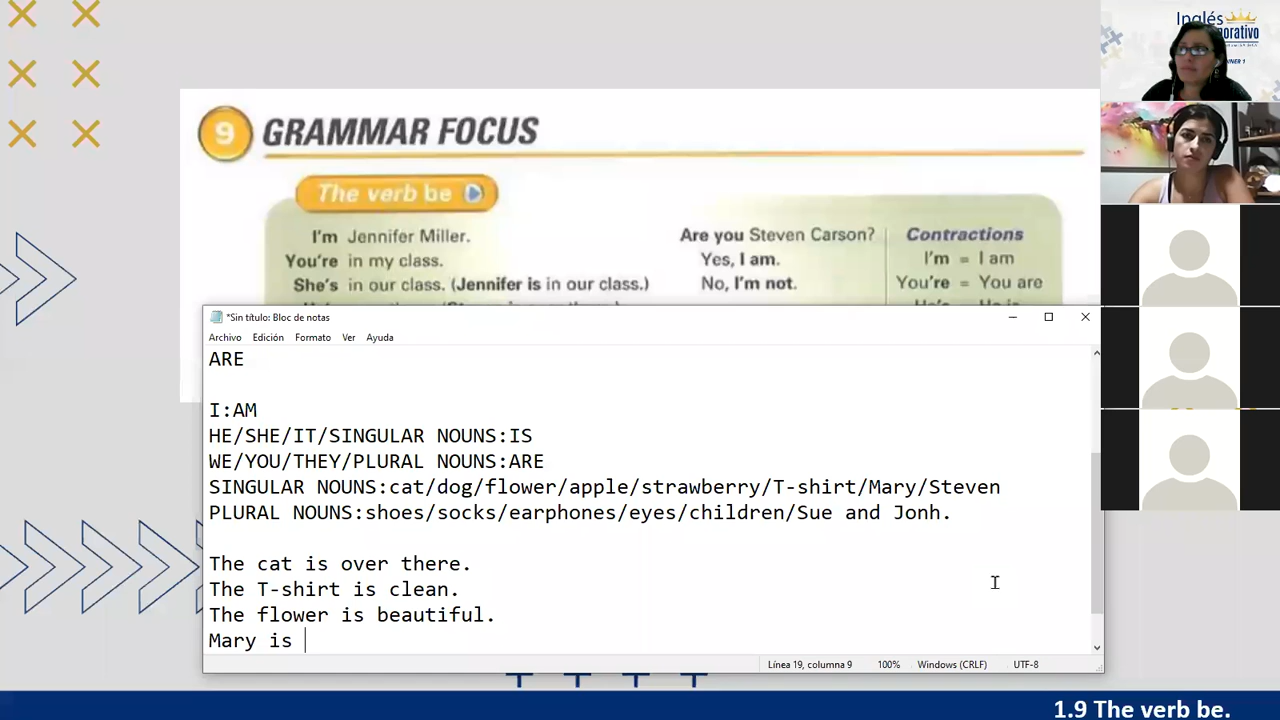 Inglés
porativo
NNER 1
9 GRAMMAR FOCUS
The verb be
I'm Jennifer Miller.
You're in my class.
She's in our class. (Jennifer is in our class.)
Are you Steven Carson?
Yes, I am.
No, I'm not.
Contractions
I'm = I am
You're = You are
*Sin título: Bloc de notas
Archivo Edición Formato Ver Ayuda
ARE
I:AM
HE/SHE/IT/SINGULAR NOUNS:IS
WE/YOU/THEY/PLURAL NOUNS:ARE
SINGULAR NOUNS:cat/dog/flower/apple/strawberry/T-shirt/Mary/Steven
PLURAL NOUNS:shoes/socks/earphones/eyes/children/Sue and Jonh.
The cat is over there.
The T-shirt is clean.
The flower is beautiful.
Mary is
Línea 19, columna 9 100% Windows (CRLF) UTF-8
1.9 The verb be.